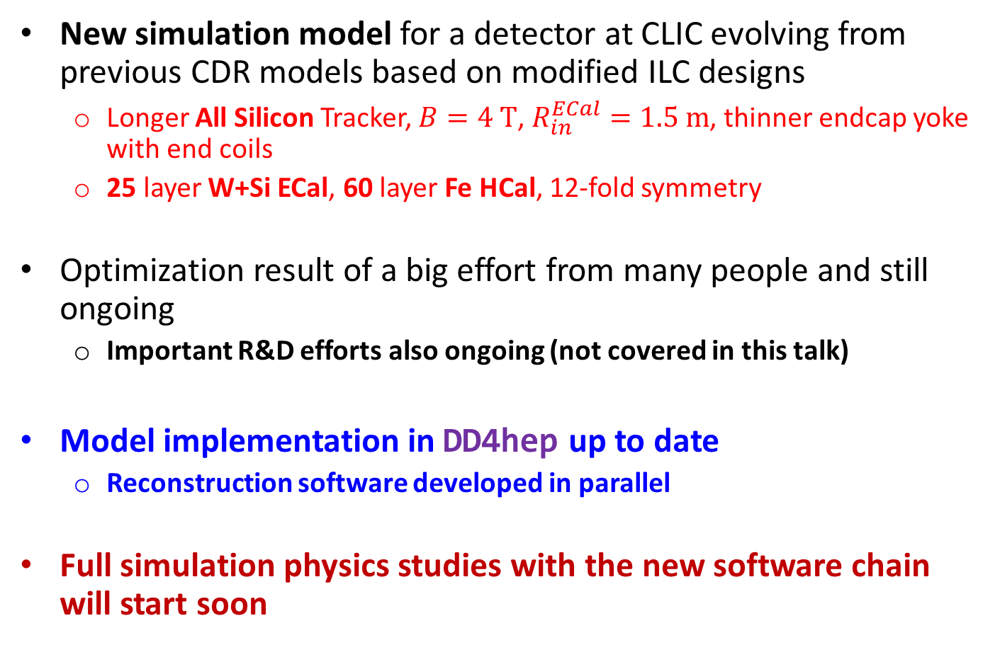 • New simulation model for a detector at CLIC evolving from
previous CDR models based on modified ILC designs
o Longer All Silicon Tracker, B = 4 T, R_{in}^{ECal} = 1.5 m, thinner endcap yoke
with end coils
o 25 layer W+Si ECal, 60 layer Fe HCal, 12-fold symmetry
• Optimization result of a big effort from many people and still
ongoing
o Important R&D efforts also ongoing (not covered in this talk)
• Model implementation in DD4hep up to date
o Reconstruction software developed in parallel
• Full simulation physics studies with the new software chain
will start soon